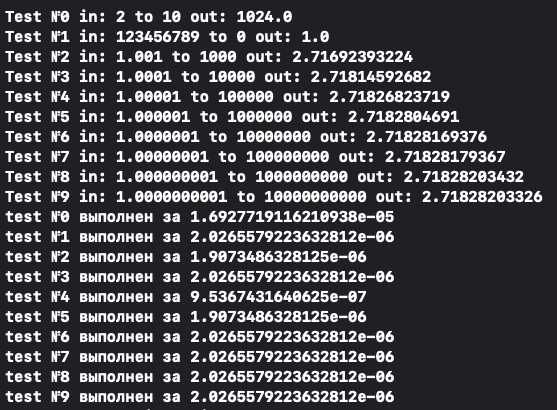 Test №0 in: 2 to 10 out: 1024.0
Test №1 in: 123456789 to 0 out: 1.0
Test №2 in: 1.001 to 1000 out: 2.71692393224
Test №3 in: 1.0001 to 10000 out: 2.71814592682
Test №4 in: 1.00001 to 100000 out: 2.71826823719
Test №5 in: 1.000001 to 1000000 out: 2.7182804691
Test №6 in: 1.0000001 to 10000000 out: 2.71828169376
Test №7 in: 1.00000001 to 100000000 out: 2.71828179367
Test №8 in: 1.000000001 to 1000000000 out: 2.71828203432
Test №9 in: 1.0000000001 to 10000000000 out: 2.71828203326
test №0 выполнен за 1.6927719116210938e-05
test №1 выполнен за 2.0265579223632812e-06
test №2 выполнен за 1.9073486328125e-06
test №3 выполнен за 2.0265579223632812e-06
test №4 выполнен за 9.5367431640625e-07
test №5 выполнен за 1.9073486328125e-06
test №6 выполнен за 2.0265579223632812e-06
test №7 выполнен за 2.0265579223632812e-06
test №8 выполнен за 2.0265579223632812e-06
test №9 выполнен за 2.0265579223632812e-06